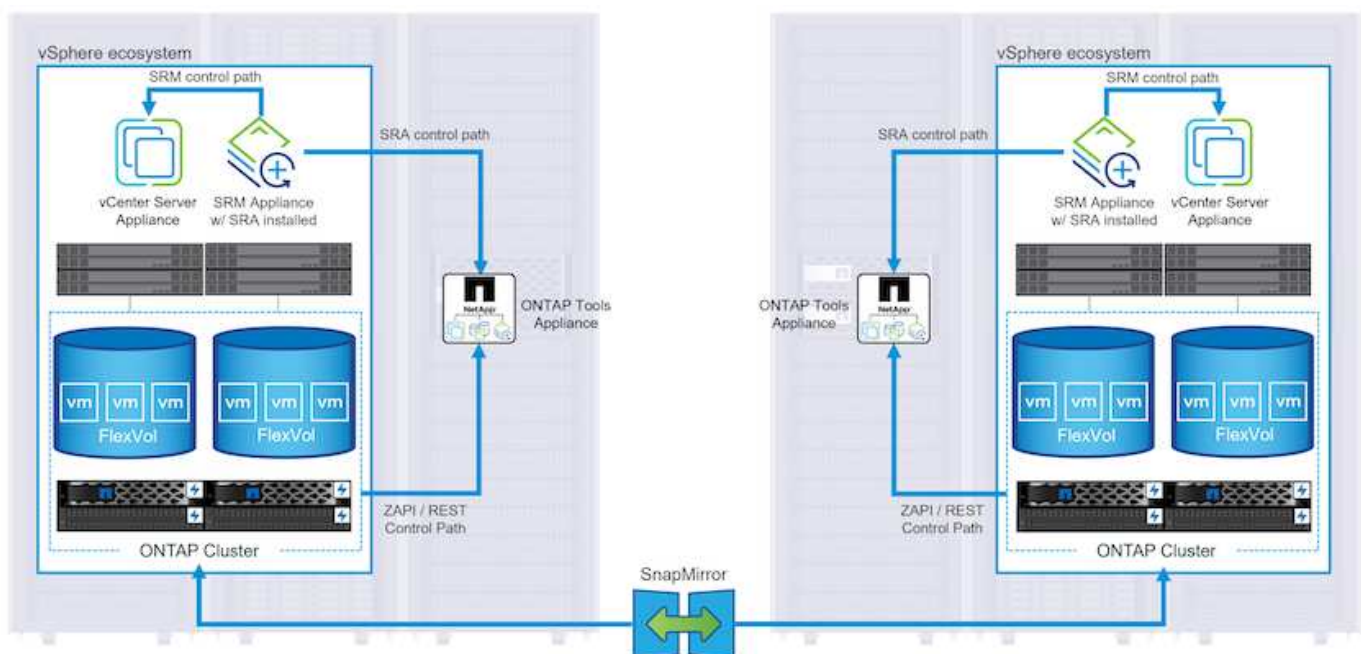 vSphere ecosystem
SRM control path
SRA control path
vCenter Server
Appliance
SRM Appliance
w/ SRA installed
NetApp
ONTAP Tools
Appliance
vm vm vm
FlexVol
vm vm vm
FlexVol
ZAPI / REST
Control Path
ONTAP Cluster
SnapMirror
vSphere ecosystem
SRM control path
SRA control path
SRM Appliance
w/ SRA installed
vCenter Server
Appliance
ONTAP Tools
Appliance
NetApp
vm vm vm
FlexVol
vm vm vm
FlexVol
ZAPI / REST
Control Path
ONTAP Cluster